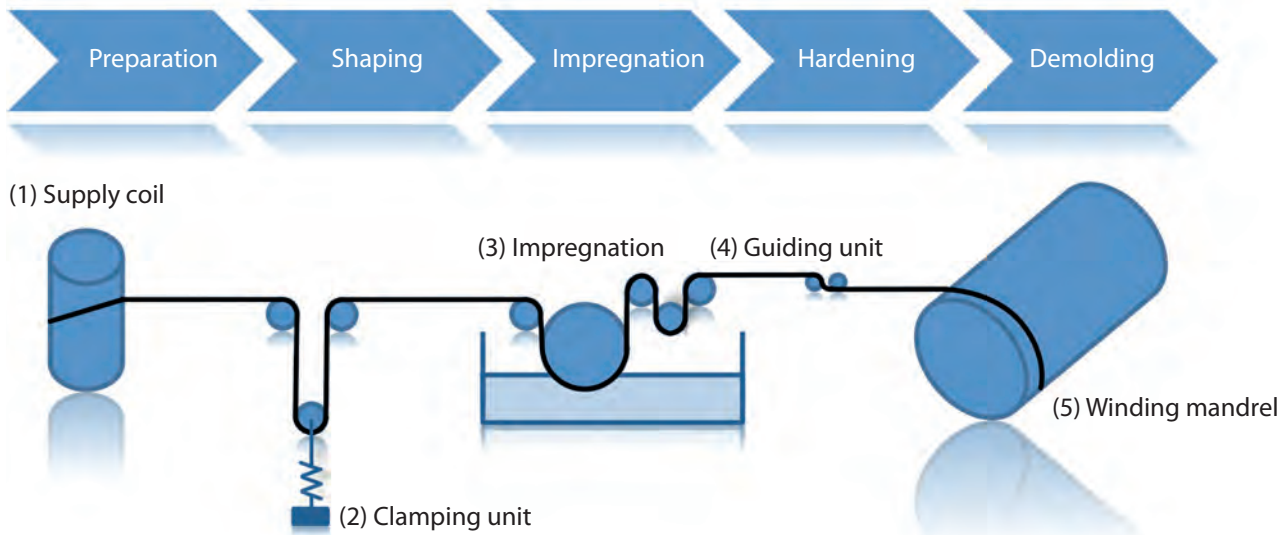 Preparation
Shaping
Impregnation
Hardening
Demolding
(1) Supply coil
(3) Impregnation
(4) Guiding unit
(5) Winding mandrel
(2) Clamping unit